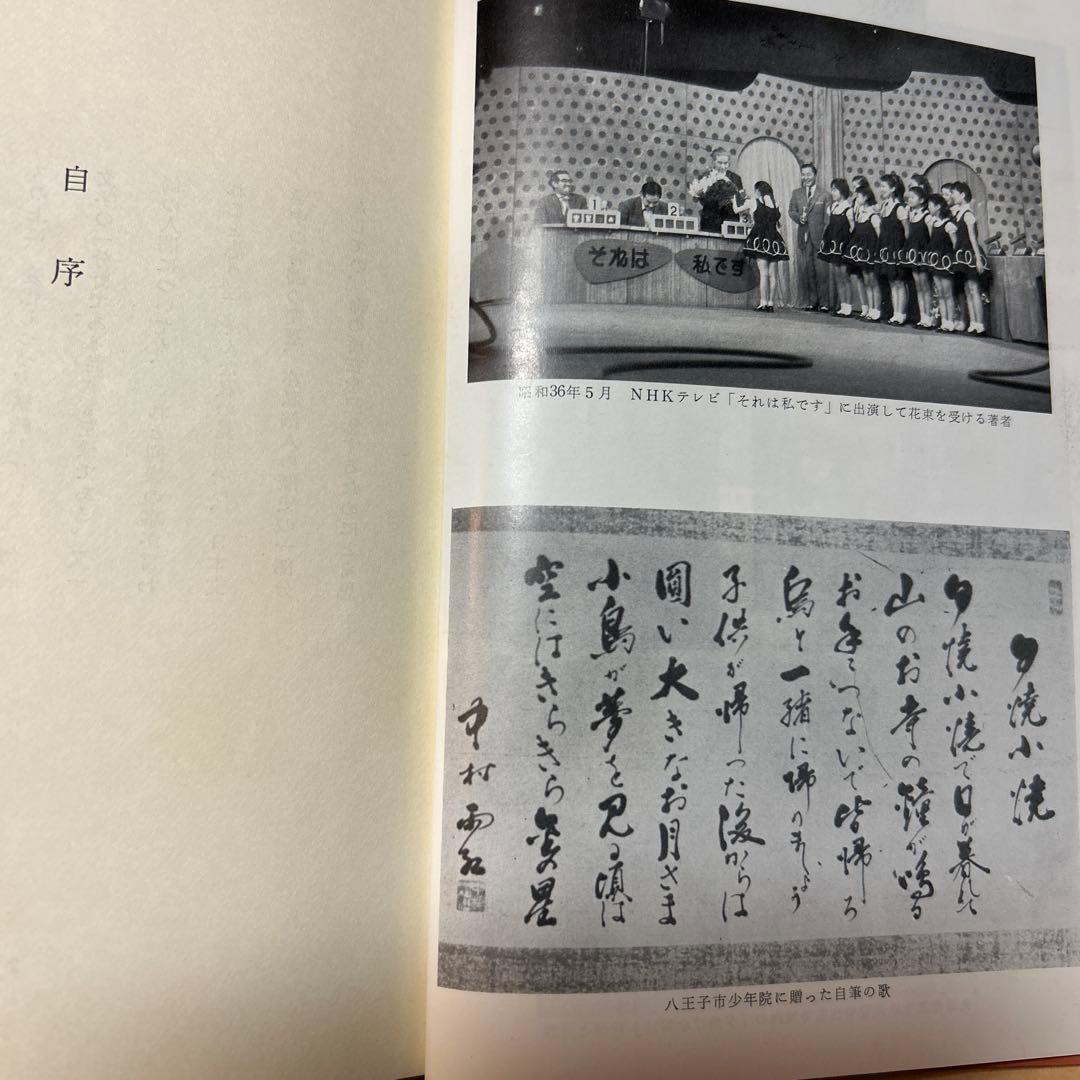 自序
1
2
3
それは
私です
昭和36年5月 NHKテレビ「それは私です」に出演して花束を受ける著者
夕焼小焼
夕焼小焼で日が暮れて
山のお寺の鐘が鳴る
お手々つないで皆帰ろ
烏と一緒に帰りましょう
子供が帰った後からは
圓い大きなお月さま
小鳥が夢を見る頃は
空にはきらきら金の星
中村雨紅
八王子市少年院に贈った自筆の歌